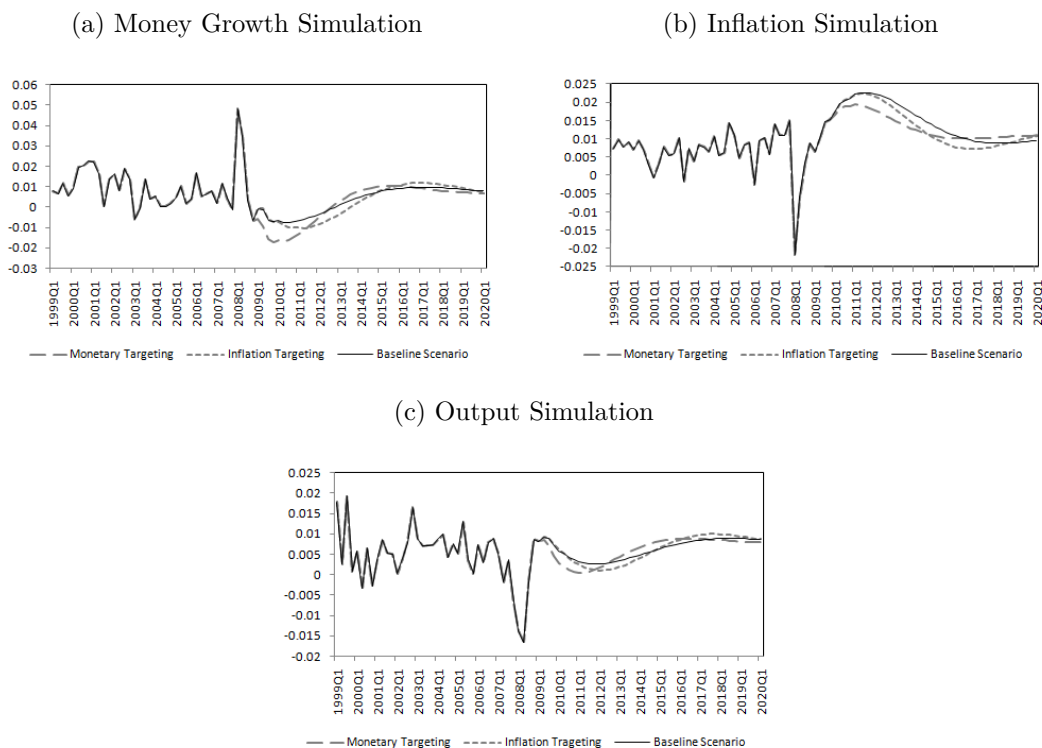 (a) Money Growth Simulation
0.06
0.05
0.04
0.03
0.02
0.01
0
-0.01
-0.02
-0.03
1999Q1
2000Q1
2001Q1
2002Q1
2003Q1
2004Q1
2005Q1
2006Q1
2007Q1
2008Q1
2009Q1
2010Q1
2011Q1
2012Q1
2013Q1
2014Q1
2015Q1
2016Q1
2017Q1
2018Q1
2019Q1
2020Q1
Monetary Targeting Inflation Targeting Baseline Scenario
(b) Inflation Simulation
0.025
0.02
0.015
0.01
0.005
0
-0.005
-0.01
-0.015
-0.02
-0.025
1999Q1
2000Q1
2001Q1
2002Q1
2003Q1
2004Q1
2005Q1
2006Q1
2007Q1
2008Q1
2009Q1
2010Q1
2011Q1
2012Q1
2013Q1
2014Q1
2015Q1
2016Q1
2017Q1
2018Q1
2019Q1
2020Q1
Monetary Targeting Inflation Targeting Baseline Scenario
(c) Output Simulation
0.025
0.02
0.015
0.01
0.005
0
-0.005
-0.01
-0.015
-0.02
1999Q1
2000Q1
2001Q1
2002Q1
2003Q1
2004Q1
2005Q1
2006Q1
2007Q1
2008Q1
2009Q1
2010Q1
2011Q1
2012Q1
2013Q1
2014Q1
2015Q1
2016Q1
2017Q1
2018Q1
2019Q1
2020Q1
Monetary Targeting Inflation Trageting Baseline Scenario